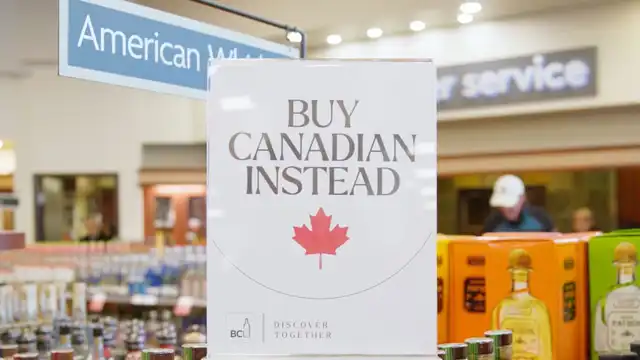 American
er service
BUY
CANADIAN
INSTEAD
BCL
DISCOVER
TOGETHER